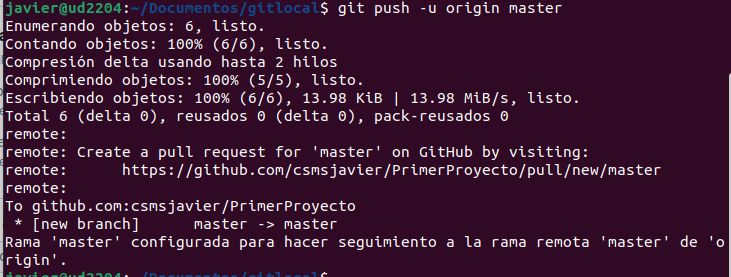 javier@ud2204:~/Documentos/gitlocal$ git push -u origin master
Enumerando objetos: 6, listo.
Contando objetos: 100% (6/6), listo.
Compresión delta usando hasta 2 hilos
Comprimiendo objetos: 100% (5/5), listo.
Escribiendo objetos: 100% (6/6), 13.98 KiB | 13.98 MiB/s, listo.
Total 6 (delta 0), reusados 0 (delta 0), pack-reusados 0
remote:
remote: Create a pull request for 'master' on GitHub by visiting:
remote:      https://github.com/csmsjavier/PrimerProyecto/pull/new/master
remote:
To github.com:csmsjavier/PrimerProyecto
 * [new branch]      master -> master
Rama 'master' configurada para hacer seguimiento a la rama remota 'master' de 'o
rigin'.
javier@ud2204:~/Documentos/gitlocal$